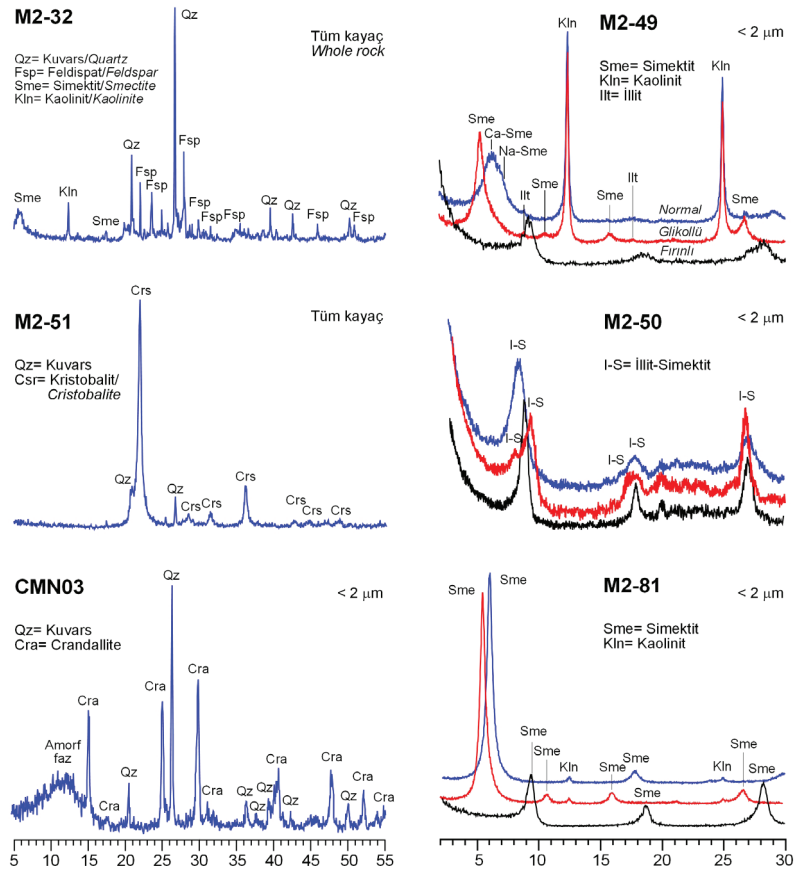 M2-32
Tüm kayaç
Whole rock
Qz= Kuvars/Quartz
Fsp= Feldispat/Feldspar
Sme= Simektit/Smectite
Kln= Kaolinit/Kaolinite
Sme
Kln
Sme
Qz
Fsp
Fsp
Qz
Fsp
Fsp
Fsp
Fsp
Qz
Qz
Fsp
Qz
Fsp
M2-49
< 2 µm
Sme= Simektit
Kln= Kaolinit
Ilt= İllit
Sme
Ca-Sme
Na-Sme
Ilt
Sme
Kln
Sme
Ilt
Kln
Sme
Normal
Glikollü
Fırınlı
M2-51
Tüm kayaç
Qz= Kuvars
Csr= Kristobalit/
Cristobalite
Qz
Crs
Qz
Crs
Crs
Crs
Crs
Crs
Crs
M2-50
< 2 µm
I-S= İllit-Simektit
I-S
I-S
I-S
I-S
I-S
I-S
CMN03
< 2 µm
Qz= Kuvars
Cra= Crandallite
Amorf
faz
Cra
Cra
Qz
Cra
Qz
Cra
Cra
Qz
Qz
Qz
Cra
Qz
Cra
Qz
Cra
Cra
5 10 15 20 25 30 35 40 45 50 55
M2-81
< 2 µm
Sme= Simektit
Kln= Kaolinit
Sme
Sme
Sme
Sme
Kln
Sme
Sme
Sme
Kln
Sme
Sme
5 10 15 20 25 30